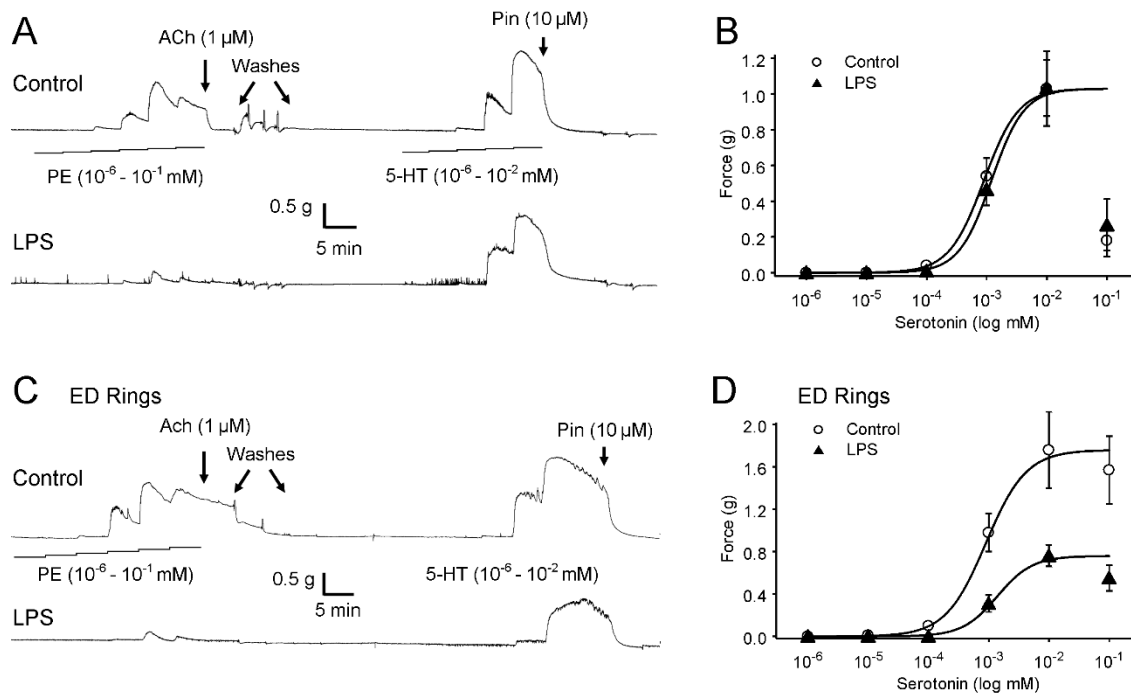 A
Control
ACh (1 µM)
Washes
Pin (10 µM)
PE (10⁻⁶ - 10⁻¹ mM)
5-HT (10⁻⁶ - 10⁻² mM)
0.5 g
5 min
LPS
B
Control
LPS
Force (g)
1.2
1.0
0.8
0.6
0.4
0.2
0.0
10⁻⁶ 10⁻⁵ 10⁻⁴ 10⁻³ 10⁻² 10⁻¹
Serotonin (log mM)
C ED Rings
Control
Ach (1 µM)
Washes
Pin (10 µM)
PE (10⁻⁶ - 10⁻¹ mM)
5-HT (10⁻⁶ - 10⁻² mM)
0.5 g
5 min
LPS
D ED Rings
Control
LPS
Force (g)
2.0
1.6
1.2
0.8
0.4
0.0
10⁻⁶ 10⁻⁵ 10⁻⁴ 10⁻³ 10⁻² 10⁻¹
Serotonin (log mM)